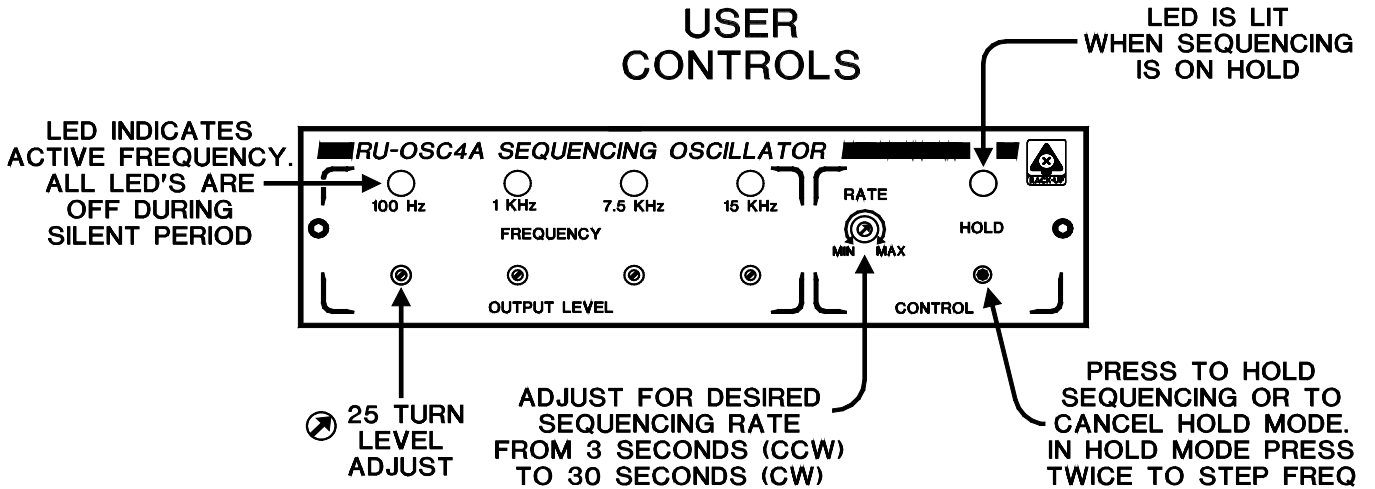 USER
CONTROLS
LED IS LIT
WHEN SEQUENCING
IS ON HOLD
LED INDICATES
ACTIVE FREQUENCY.
ALL LED'S ARE
OFF DURING
SILENT PERIOD
RU-OSC4A SEQUENCING OSCILLATOR
BACK-UP
100 Hz
1 KHz
7.5 KHz
15 KHz
FREQUENCY
OUTPUT LEVEL
RATE
MIN
MAX
HOLD
CONTROL
25 TURN
LEVEL
ADJUST
ADJUST FOR DESIRED
SEQUENCING RATE
FROM 3 SECONDS (CCW)
TO 30 SECONDS (CW)
PRESS TO HOLD
SEQUENCING OR TO
CANCEL HOLD MODE.
IN HOLD MODE PRESS
TWICE TO STEP FREQ